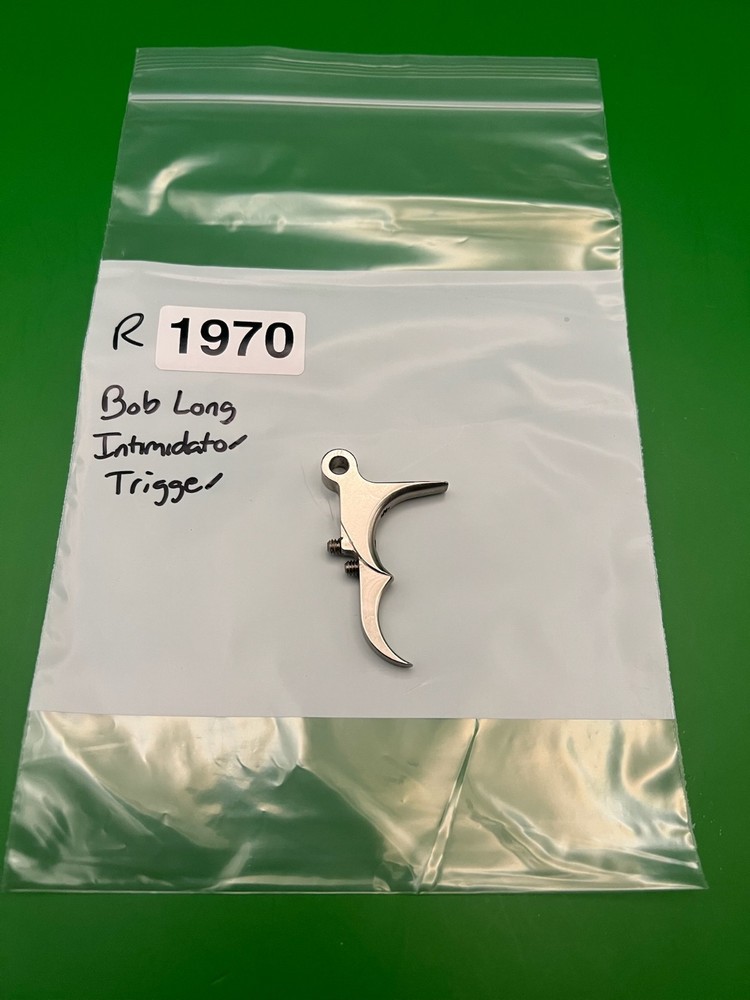 R 1970
Bob Long
Intimidator
Trigger